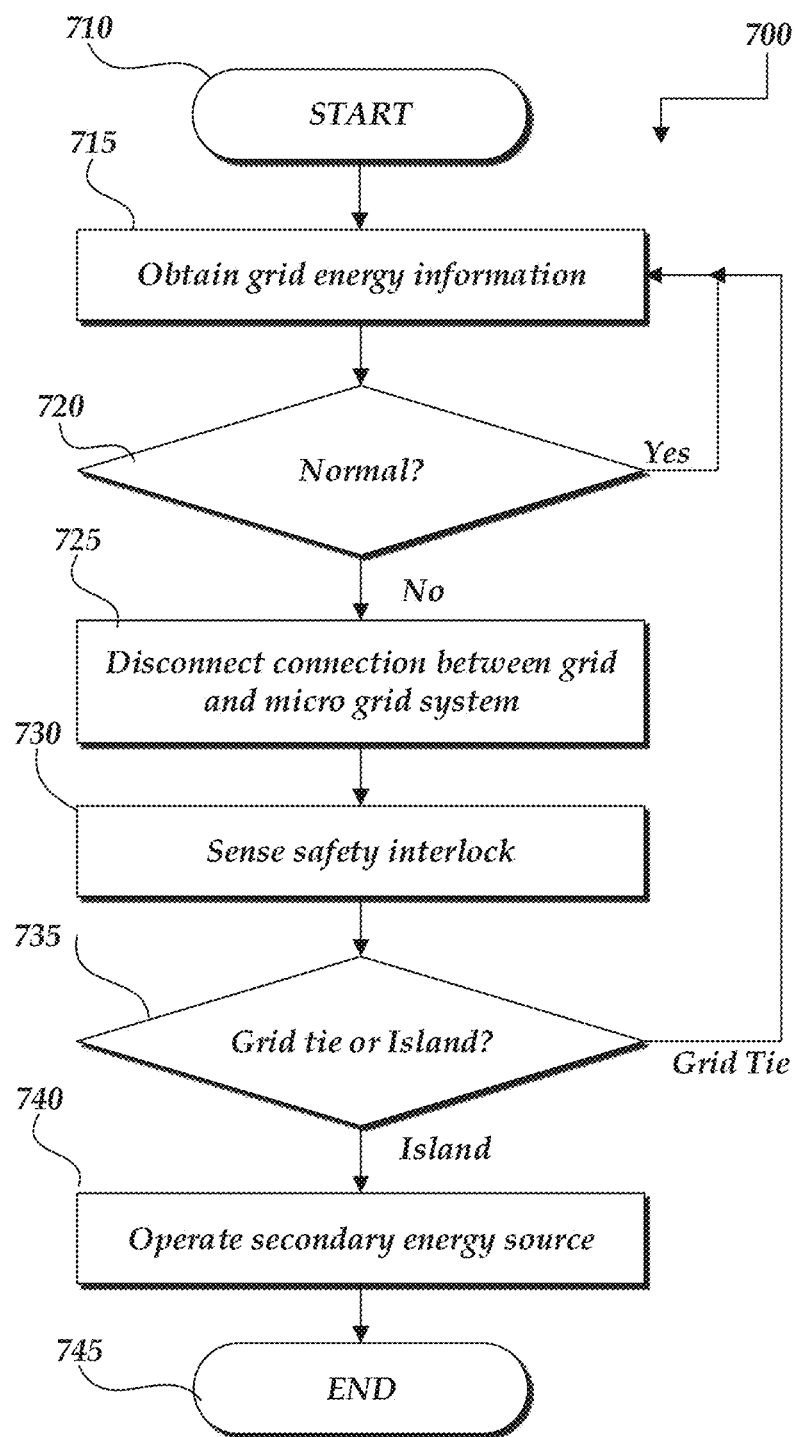 710
700
START
715
Obtain grid energy information
720
Normal?
Yes
725
No
Disconnect connection between grid
and micro grid system
730
Sense safety interlock
735
Grid tie or Island?
Grid Tie
740
Island
Operate secondary energy source
745
END